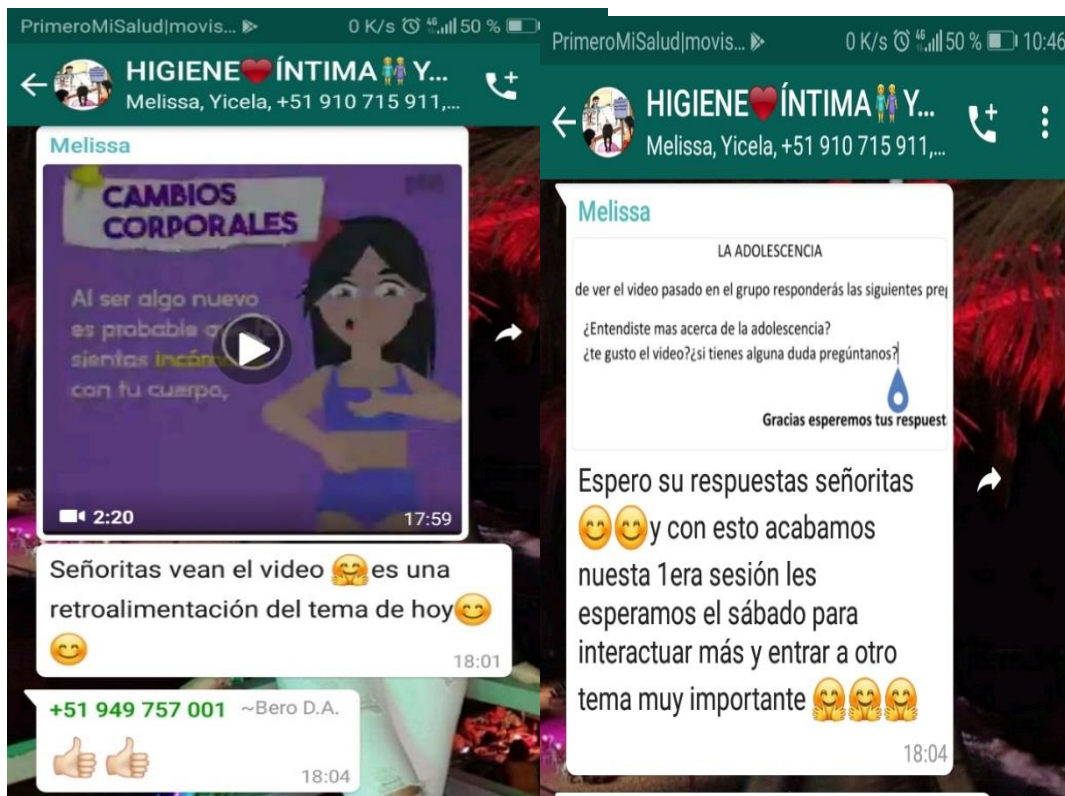 PrimeroMiSalud|movis...
0 K/s 4G 50 %
HIGIENE❤️ÍNTIMA👭Y...
Melissa, Yicela, +51 910 715 911,...
Melissa
CAMBIOS
CORPORALES
Al ser algo nuevo
es probable
sientas
con tu cuerpo,
2:20
17:59
Señoritas vean el video 🤗es una
retroalimentación del tema de hoy😊
😊
18:01
+51 949 757 001 ~Bero D.A.
👍🏻👍🏻
18:04
PrimeroMiSalud|movis...
0 K/s 4G 50 % 10:46
HIGIENE❤️ÍNTIMA👭Y...
Melissa, Yicela, +51 910 715 911,...
Melissa
LA ADOLESCENCIA
de ver el video pasado en el grupo responderás las siguientes pre
¿Entendiste mas acerca de la adolescencia?
¿te gusto el video?¿si tienes alguna duda pregúntanos?
Gracias esperemos tus respuest
Espero su respuestas señoritas
😊😊y con esto acabamos
nuesta 1era sesión les
esperamos el sábado para
interactuar más y entrar a otro
tema muy importante 🤗🤗🤗
18:04